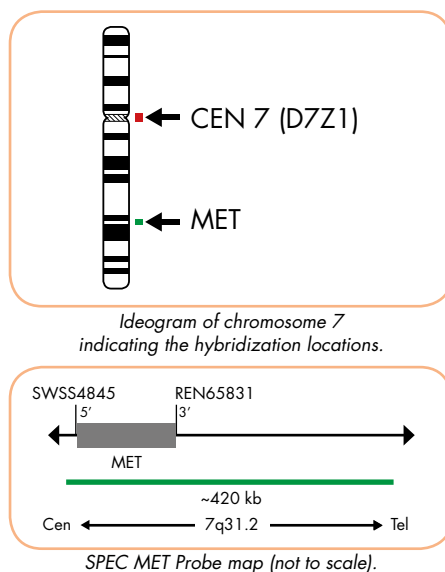 CEN 7 (D7Z1)
MET
Ideogram of chromosome 7
indicating the hybridization locations.
SWSS4845 REN65831
5’ 3’
MET
~420 kb
Cen 7q31.2 Tel
SPEC MET Probe map (not to scale).